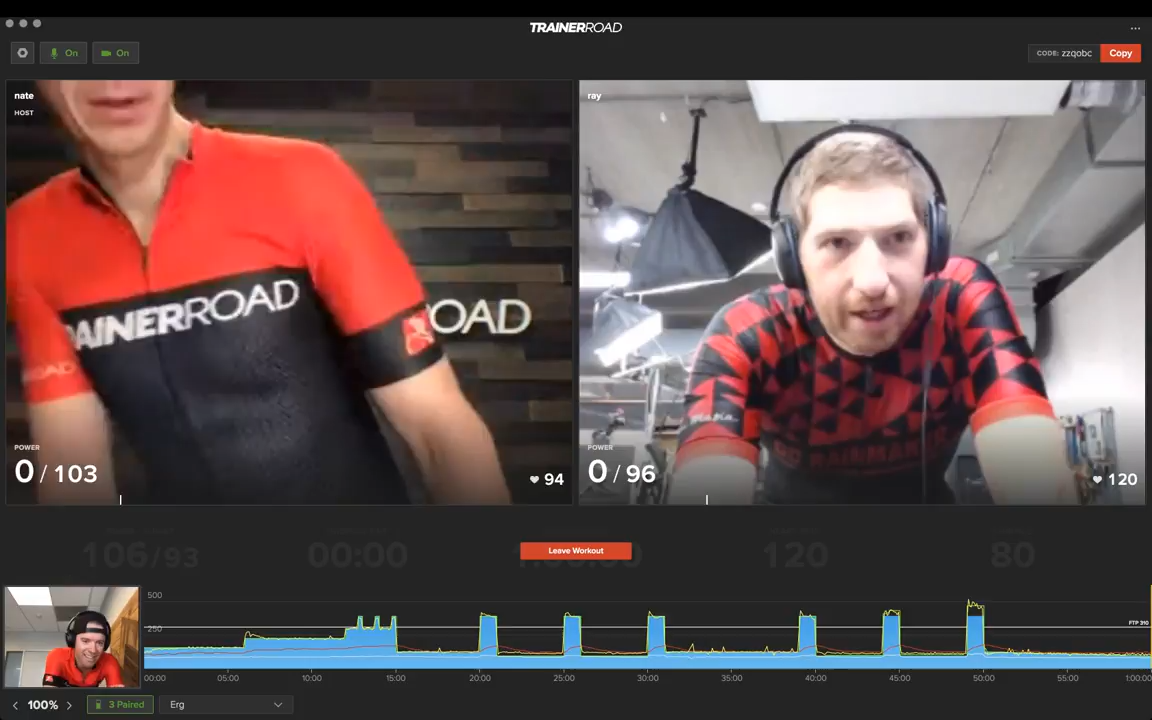 TRAINERROAD
...
On
On
CODE: zzqobc
Copy
nate
HOST
ray
TRAINERROAD
OAD
ROAD
POWER
0 / 103
94
POWER
0 / 96
120
106/93
00:00
120
80
Leave Workout
500
250
FTP 310
00:00
05:00
10:00
15:00
20:00
25:00
30:00
35:00
40:00
45:00
50:00
55:00
1:00:00
100%
3 Paired
Erg